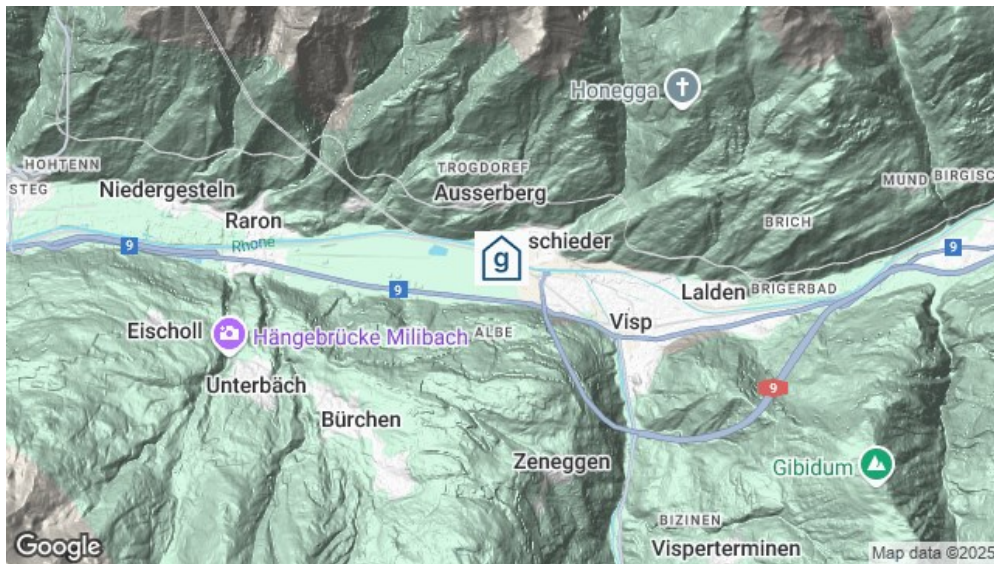 Honegga
HOHTENN
STEG
TROGDOREF
Niedergesteln
Ausserberg
MUND
BIRGISC
Raron
BRICH
Rhone
9
g
schieder
9
9
Lalden
BRIGERBAD
Eischoll
Hängebrücke Milibach
ALBE
Visp
Unterbäch
9
Bürchen
Zeneggen
Gibidum
BIZINEN
Visperterminen
Google
Map data ©2025